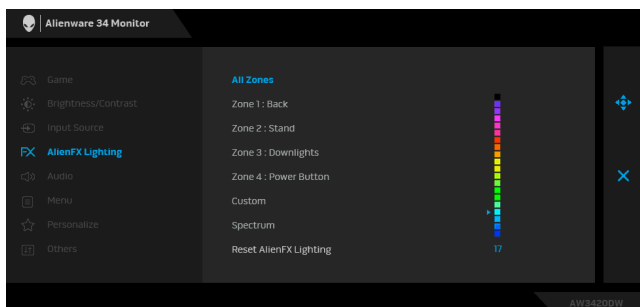 Alienware 34 Monitor
Game
Brightness/Contrast
Input Source
AlienFX Lighting
Audio
Menu
Personalize
Others
All Zones
Zone 1 : Back
Zone 2 : Stand
Zone 3 : Downlights
Zone 4 : Power Button
Custom
Spectrum
Reset AlienFX Lighting
17
AW3420DW